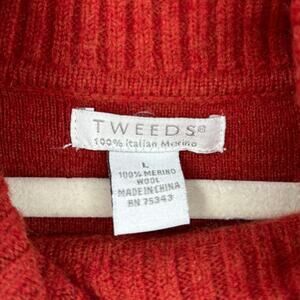 TWEEDS®
100% Italian Merino
L
100% MERINO
WOOL
MADE IN CHINA
RN 75343